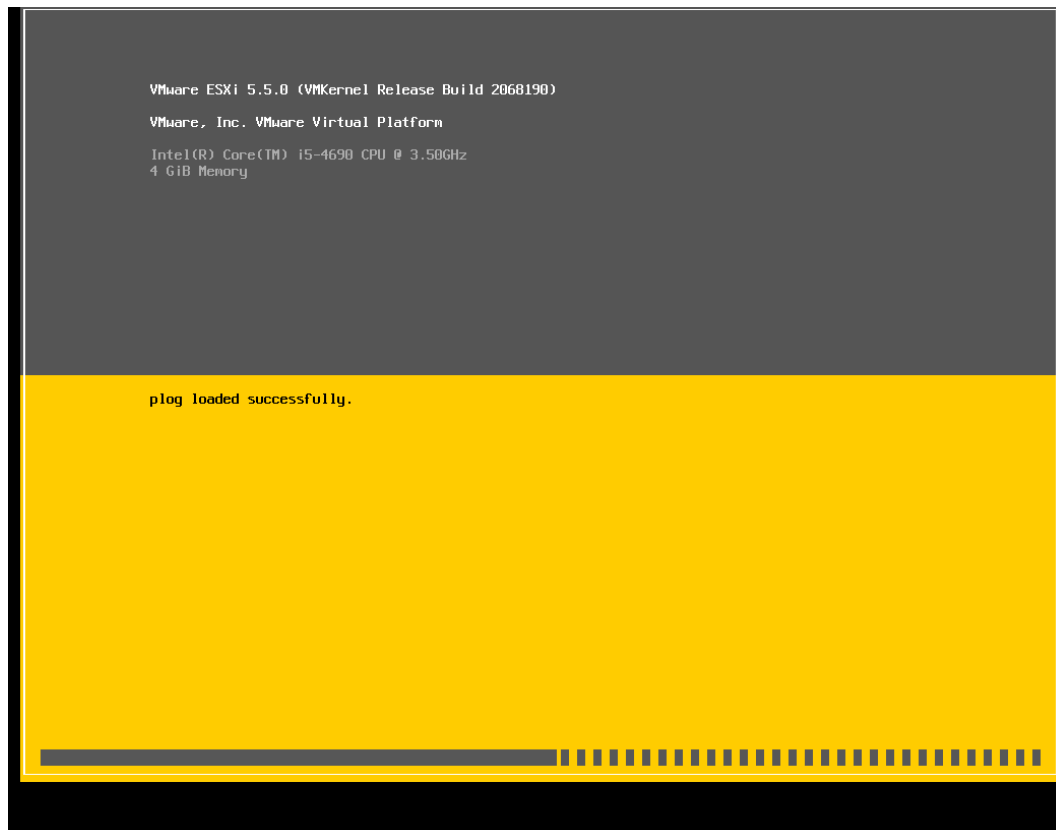 VMware ESXi 5.5.0 (VMKernel Release Build 2068190)
VMware, Inc. VMware Virtual Platform
Intel(R) Core(TM) i5-4690 CPU @ 3.50GHz
4 GiB Memory
plog loaded successfully.